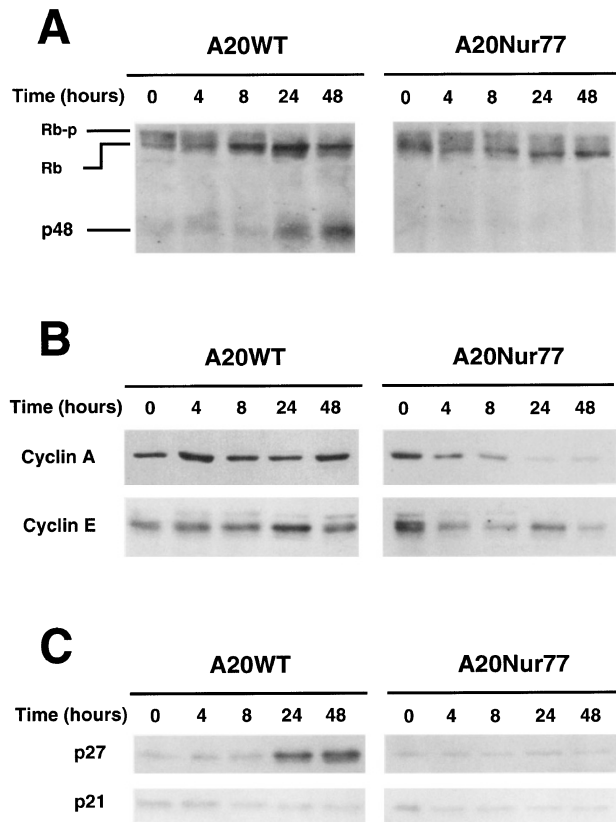 A
A20WT A20Nur77
Time (hours) 0 4 8 24 48 0 4 8 24 48
Rb-p
Rb
p48
B
A20WT A20Nur77
Time (hours) 0 4 8 24 48 0 4 8 24 48
Cyclin A
Cyclin E
C
A20WT A20Nur77
Time (hours) 0 4 8 24 48 0 4 8 24 48
p27
p21